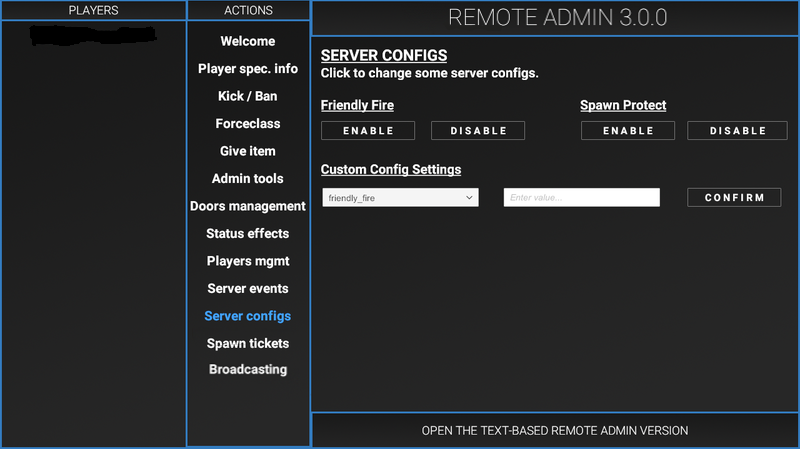 PLAYERS
ACTIONS
REMOTE ADMIN 3.0.0
Welcome
Player spec. info
Kick / Ban
Forceclass
Give item
Admin tools
Doors management
Status effects
Players mgmt
Server events
Server configs
Spawn tickets
Broadcasting
SERVER CONFIGS
Click to change some server configs.
Friendly Fire
Spawn Protect
ENABLE DISABLE
ENABLE DISABLE
Custom Config Settings
friendly_fire
Enter value...
CONFIRM
OPEN THE TEXT-BASED REMOTE ADMIN VERSION